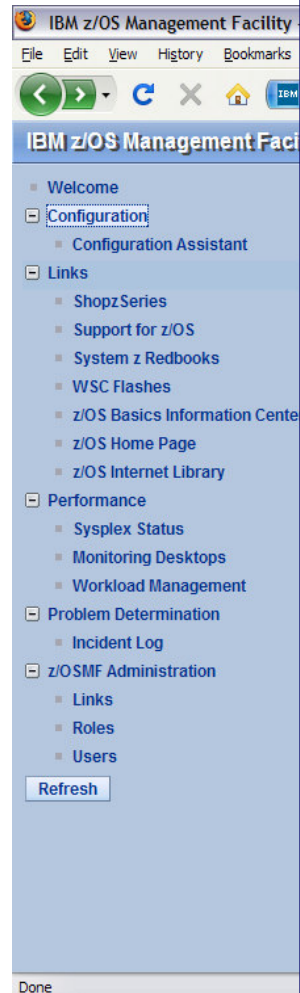 IBM z/OS Management Facility -
File Edit View History Bookmarks
IBM
IBM z/OS Management Faci
Welcome
Configuration
Configuration Assistant
Links
ShopzSeries
Support for z/OS
System z Redbooks
WSC Flashes
z/OS Basics Information Cente
z/OS Home Page
z/OS Internet Library
Performance
Sysplex Status
Monitoring Desktops
Workload Management
Problem Determination
Incident Log
z/OSMF Administration
Links
Roles
Users
Refresh
Done